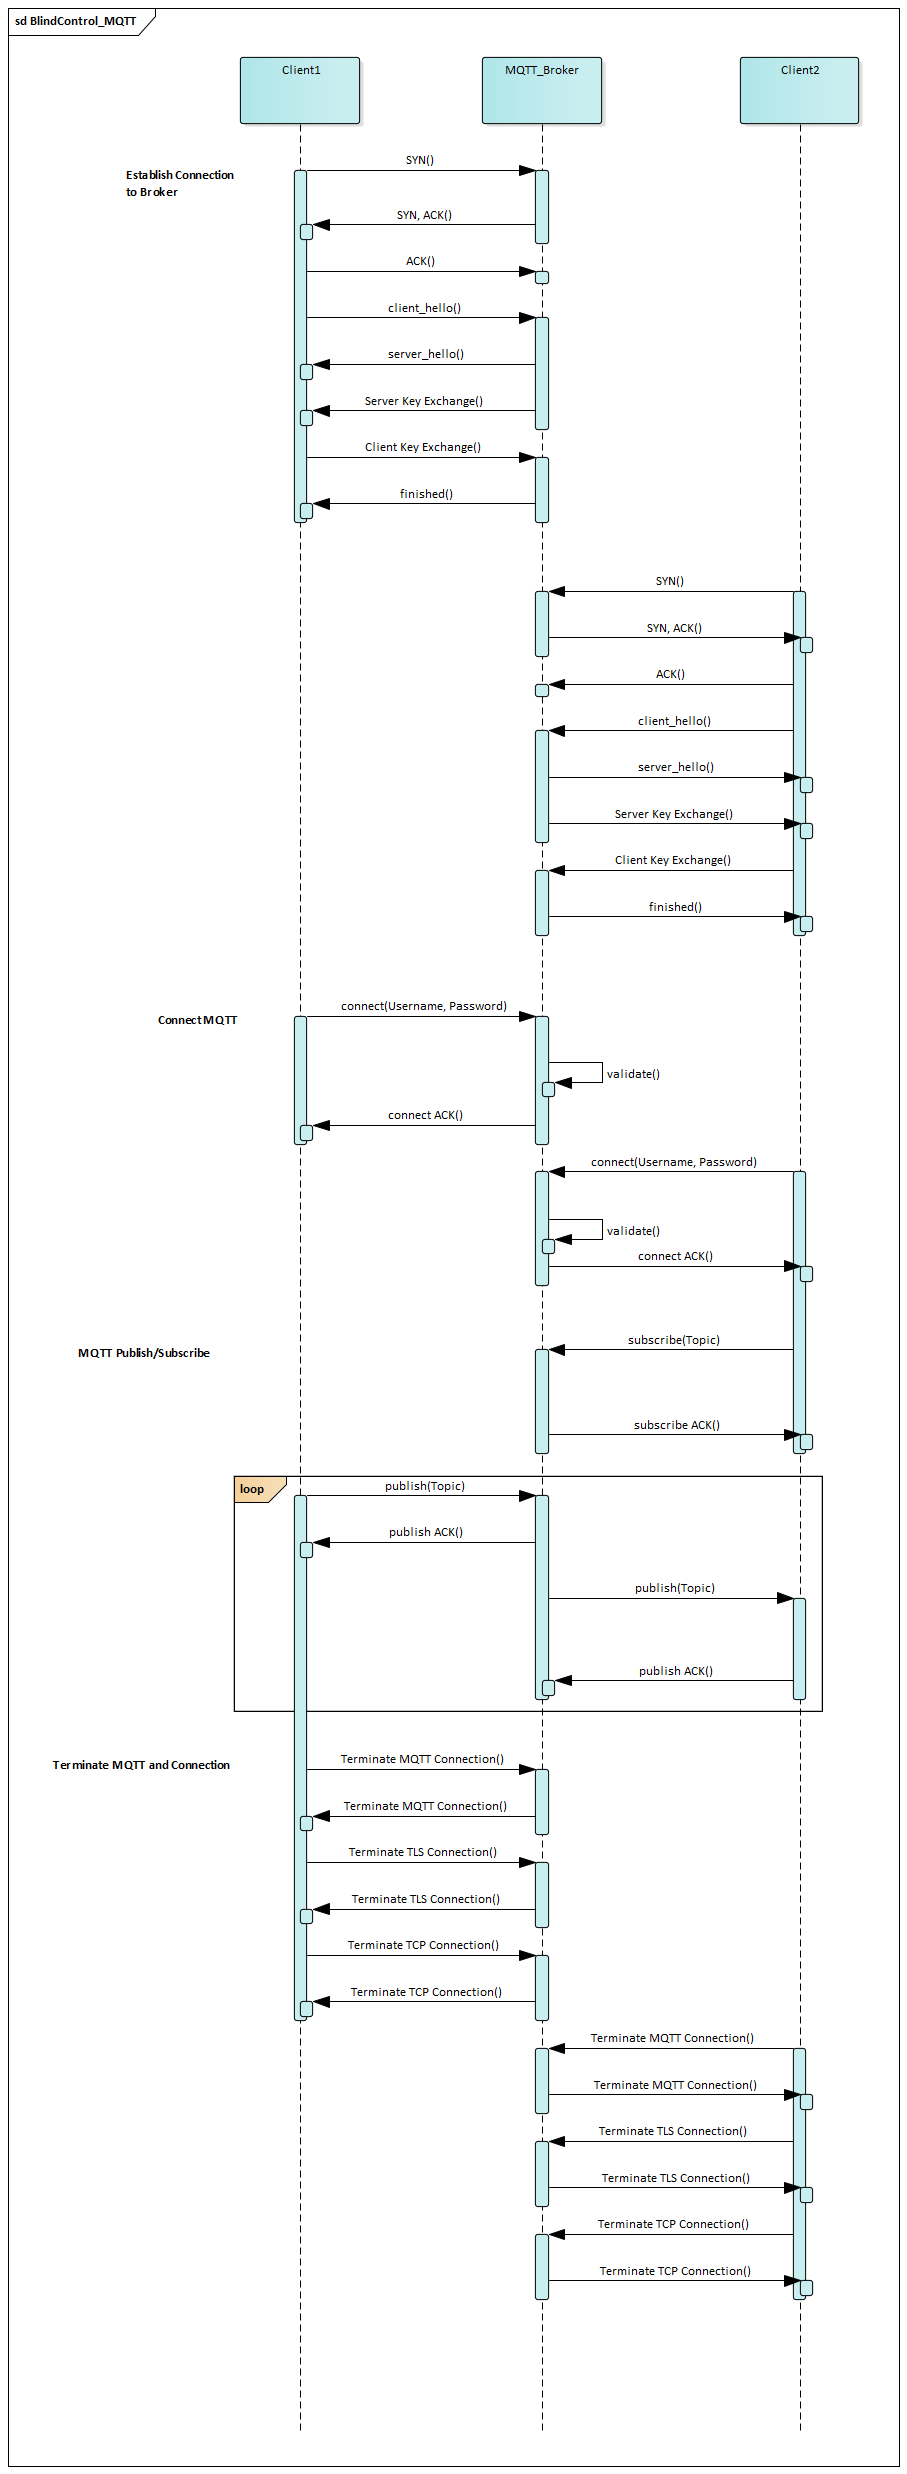 sd BlindControl_MQTT
Client1
MQTT_Broker
Client2
Establish Connection
to Broker
SYN()
SYN, ACK()
ACK()
client_hello()
server_hello()
Server Key Exchange()
Client Key Exchange()
finished()
SYN()
SYN, ACK()
ACK()
client_hello()
server_hello()
Server Key Exchange()
Client Key Exchange()
finished()
Connect MQTT
connect(Username, Password)
validate()
connect ACK()
connect(Username, Password)
validate()
connect ACK()
MQTT Publish/Subscribe
subscribe(Topic)
subscribe ACK()
loop
publish(Topic)
publish ACK()
publish(Topic)
publish ACK()
Terminate MQTT and Connection
Terminate MQTT Connection()
Terminate MQTT Connection()
Terminate TLS Connection()
Terminate TLS Connection()
Terminate TCP Connection()
Terminate TCP Connection()
Terminate MQTT Connection()
Terminate MQTT Connection()
Terminate TLS Connection()
Terminate TLS Connection()
Terminate TCP Connection()
Terminate TCP Connection()